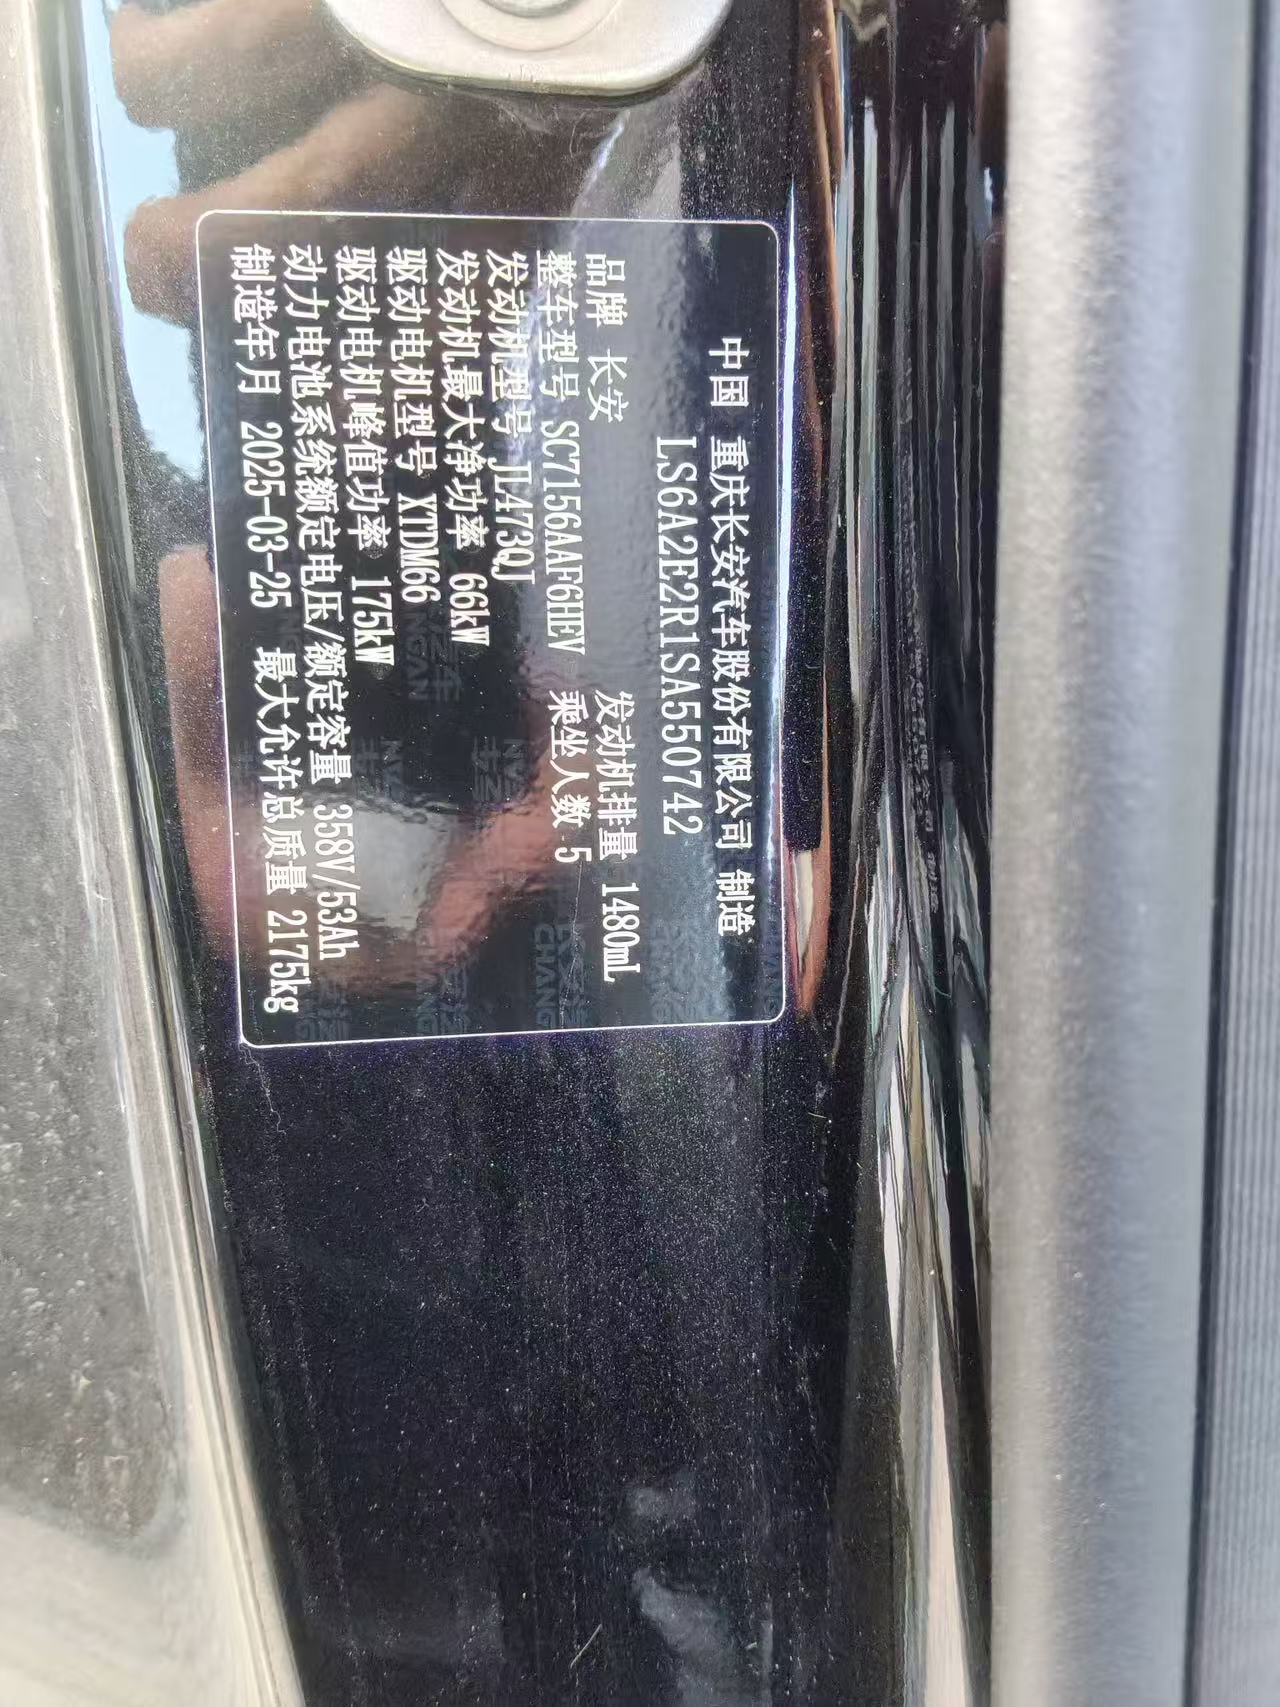 中国 重庆长安汽车股份有限公司 制造
LS6A2E2R1SA550742
品牌 长安 发动机排量 1480mL
整车型号 SC7156AAF6HEV 乘坐人数 5
发动机型号 JL473QJ
发动机最大净功率 66kW
驱动电机型号 XTDM66
驱动电机峰值功率 175kW
动力电池系统额定电压/额定容量 358V/53Ah
制造年月 2025-03-25 最大允许总质量 2175kg